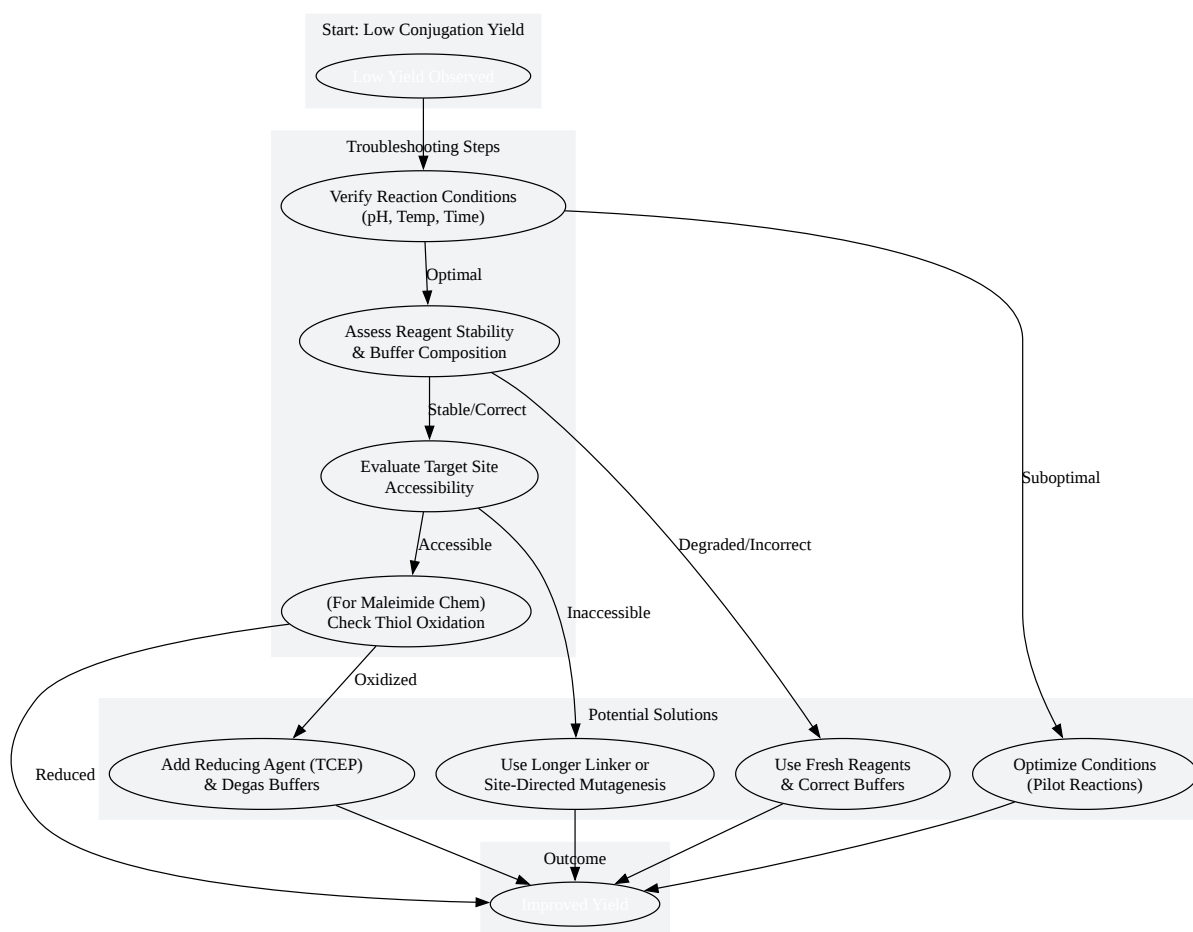 Start: Low Conjugation Yield
Low Yield Observed
Troubleshooting Steps
Verify Reaction Conditions
(pH, Temp, Time)
Optimal
Assess Reagent Stability
& Buffer Composition
Stable/Correct
Evaluate Target Site
Accessibility
Suboptimal
Degraded/Incorrect
Accessible
(For Maleimide Chem)
Check Thiol Oxidation
Inaccessible
Oxidized
Potential Solutions
Reduced
Add Reducing Agent (TCEP)
& Degas Buffers
Use Longer Linker or
Site-Directed Mutagenesis
Use Fresh Reagents
& Correct Buffers
Optimize Conditions
(Pilot Reactions)
Outcome
Improved Yield